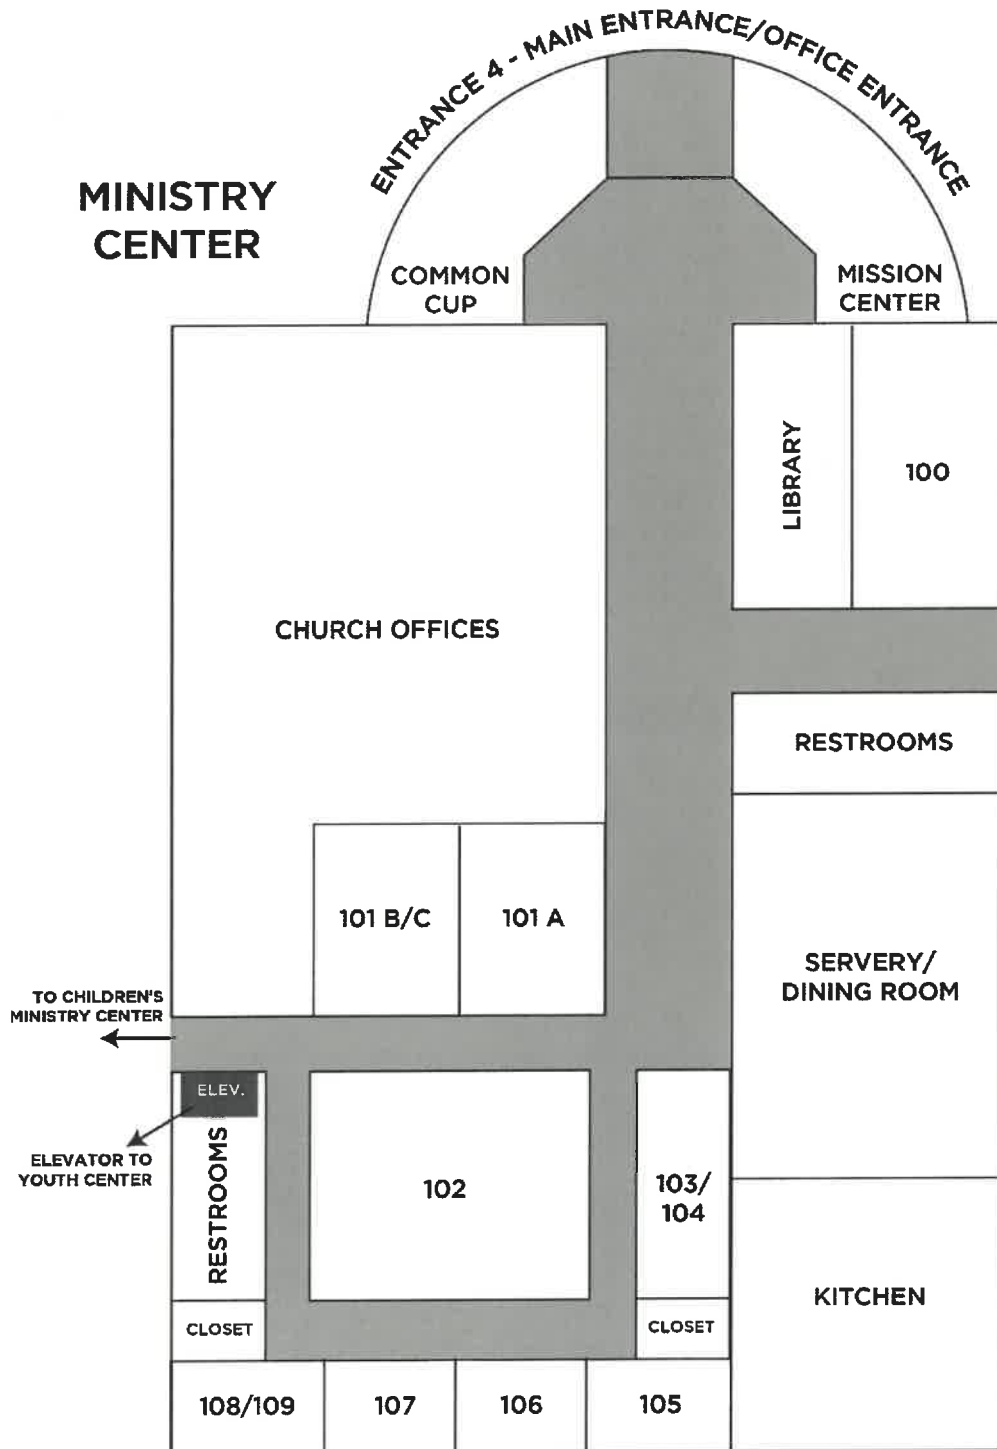 ENTRANCE 4 - MAIN ENTRANCE/OFFICE ENTRANCE
MINISTRY
CENTER
COMMON
CUP
MISSION
CENTER
LIBRARY
100
CHURCH OFFICES
RESTROOMS
101 B/C
101 A
SERVERY/
DINING ROOM
TO CHILDREN'S
MINISTRY CENTER
ELEV.
ELEVATOR TO
YOUTH CENTER
RESTROOMS
102
103/
104
KITCHEN
CLOSET
CLOSET
108/109
107
106
105